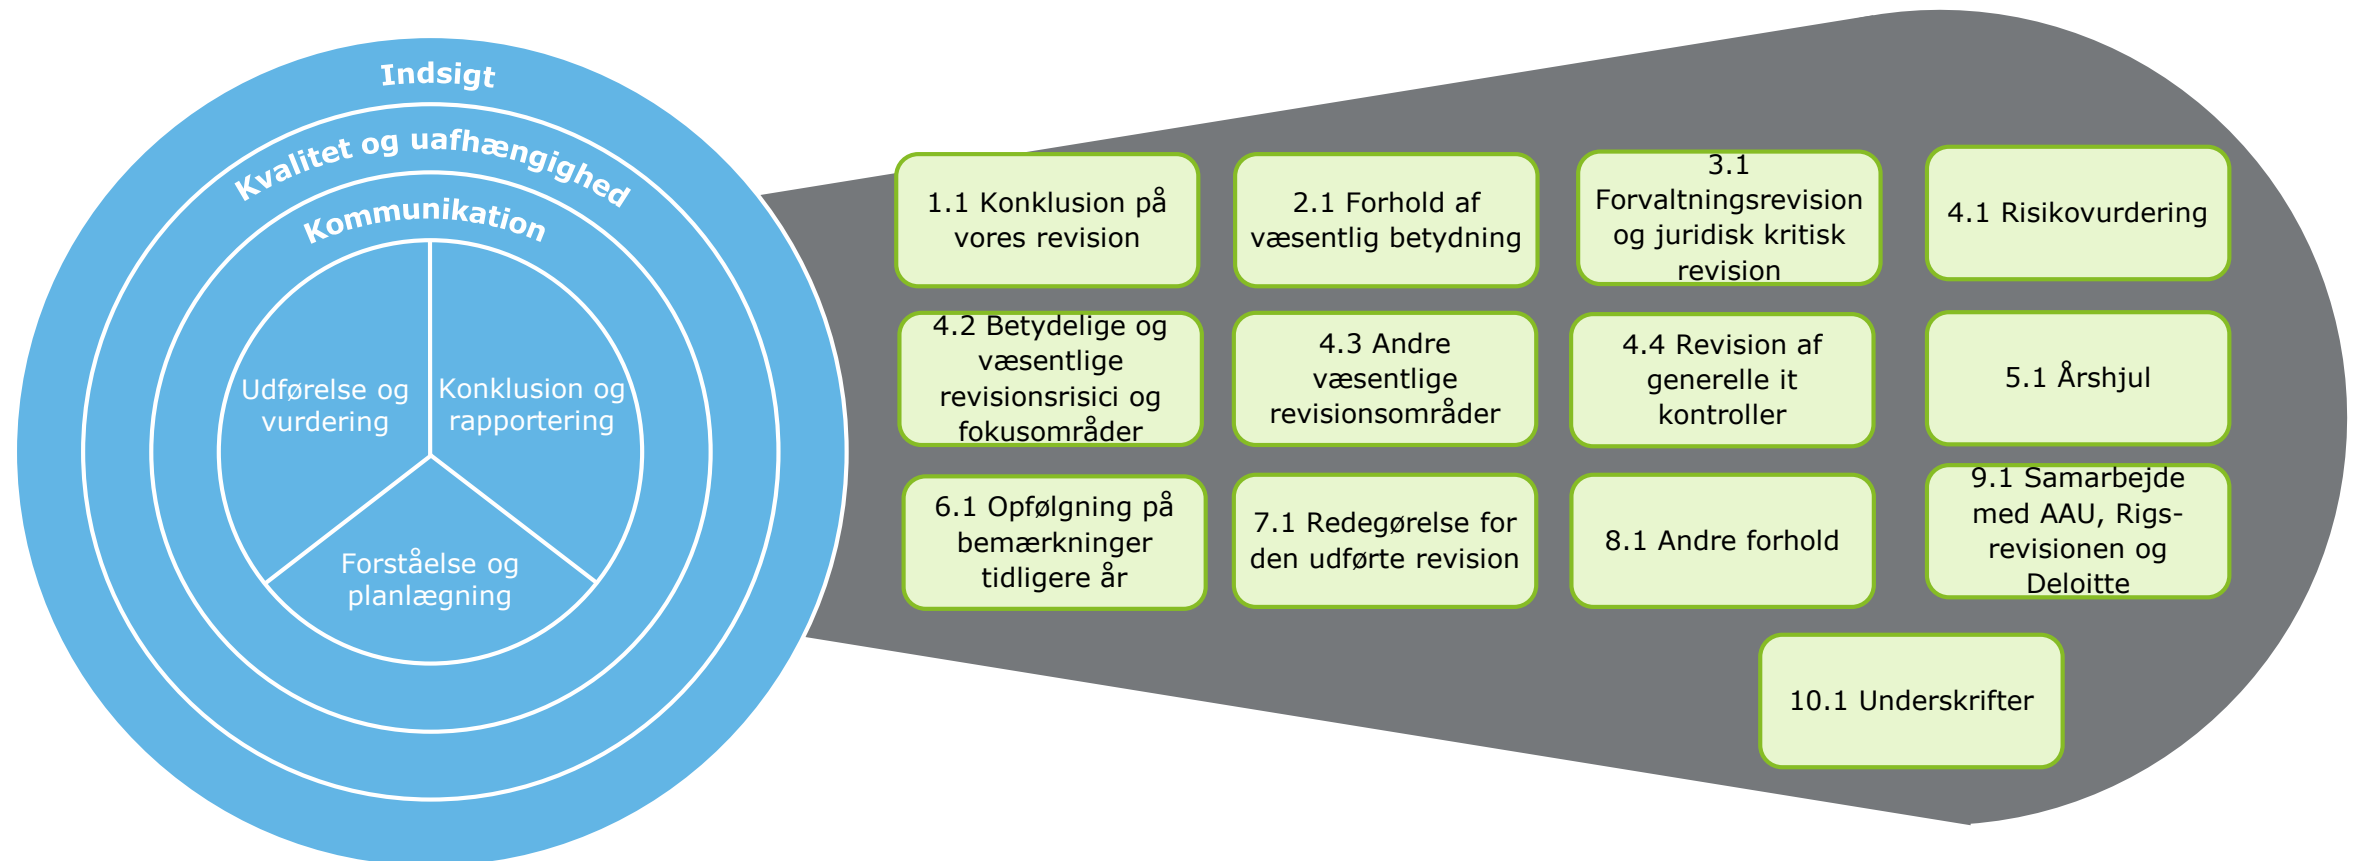 Indsigt
Kvalitet og uafhængighed
Kommunikation
Udførelse og
vurdering
Konklusion og
rapportering
Forståelse og
planlægning
1.1 Konklusion på
vores revision
2.1 Forhold af
væsentlig betydning
3.1
Forvaltningsrevision
og juridisk kritisk
revision
4.1 Risikovurdering
4.2 Betydelige og
væsentlige
revisionsrisici og
fokusområder
4.3 Andre
væsentlige
revisionsområder
4.4 Revision af
generelle it
kontroller
5.1 Årshjul
6.1 Opfølgning på
bemærkninger
tidligere år
7.1 Redegørelse for
den udførte revision
8.1 Andre forhold
9.1 Samarbejde
med AAU, Rigs-
revisionen og
Deloitte
10.1 Underskrifter